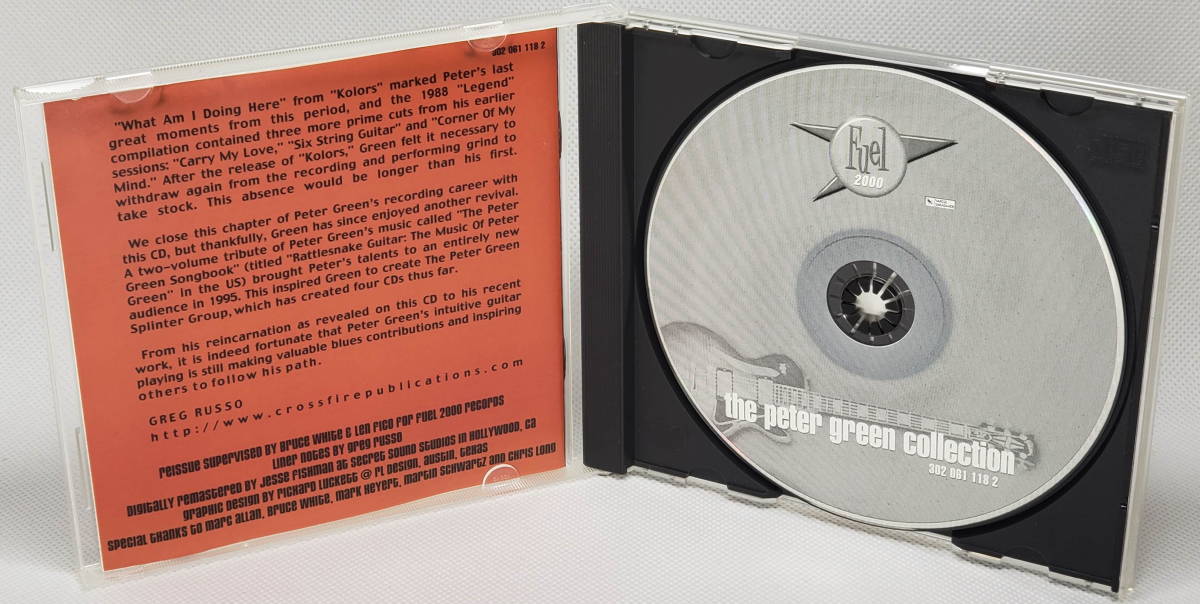 302 061 118 2
"What Am I Doing Here" from "Kolors" marked Peter's last
great moments from this period, and the 1988 "Legend"
compilation contained three more prime cuts from his earlier
sessions: "Carry My Love," "Six String Guitar" and "Corner Of My
Mind." After the release of "Kolors," Green felt it necessary to
withdraw again from the recording and performing grind to
take stock. This absence would be longer than his first.
We close this chapter of Peter Green's recording career with
this CD, but thankfully, Green has since enjoyed another revival.
A two-volume tribute of Peter Green's music called "The Peter
Green Songbook" (titled "Rattlesnake Guitar: The Music Of Peter
Green" in the US) brought Peter's talents to an entirely new
audience in 1995. This inspired Green to create The Peter Green
Splinter Group, which has created four CDs thus far.
From his reincarnation as revealed on this CD to his recent
work, it is indeed fortunate that Peter Green's intuitive guitar
playing is still making valuable blues contributions and inspiring
others to follow his path.
GREG RUSSO
http://www.crossfirepublications.com
reissue supervised by Bruce White & Len Fico for Fuel 2000 records
Liner notes by Greg Russo
Digitally remastered by Jesse Fishman at Secret Sound Studios in Hollywood, CA
Graphic design by Richard Luckett @ PL Design, Austin, Texas
Special thanks to Marc Allan, Bruce White, Mark Heyert, Martin Schwartz and Chris Long
Fuel
2000
the peter green collection
302 061 118 2